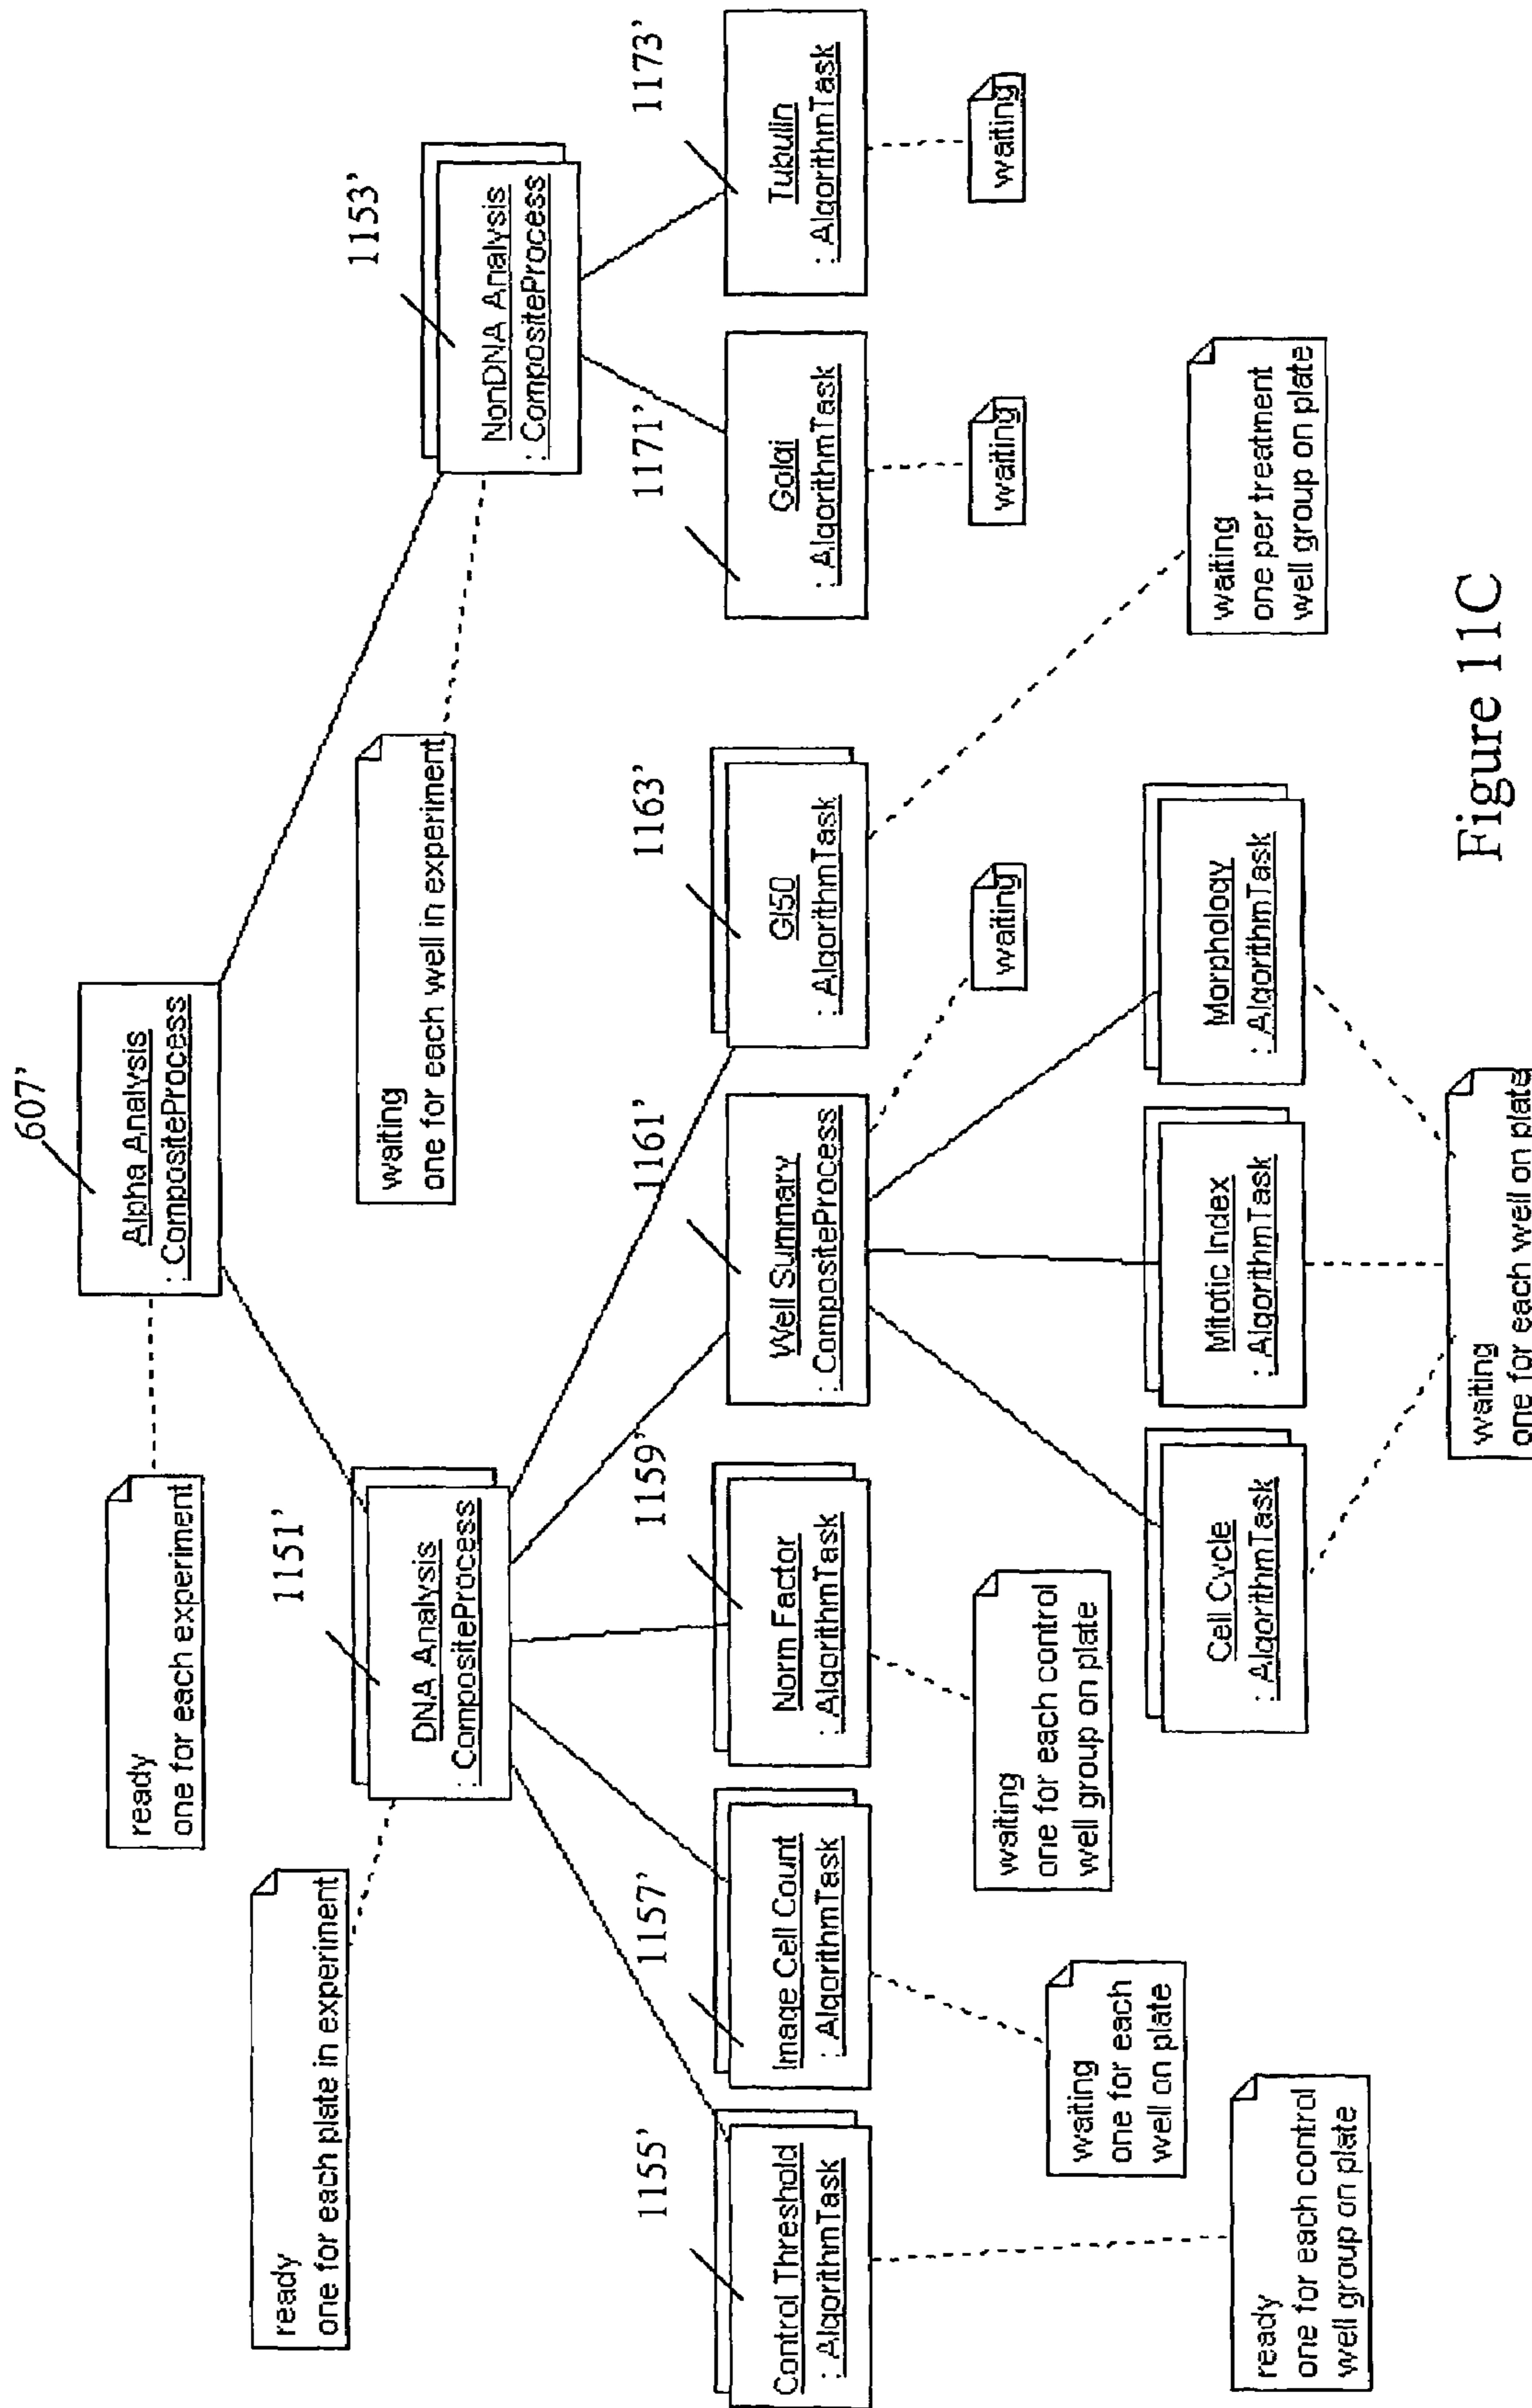 607’
Alpha Analysis
: CompositeProcess
ready
one for each experiment
1151’
DNA Analysis
: CompositeProcess
ready
one for each plate in experiment
1153’
NonDNA Analysis
: CompositeProcess
waiting
one for each well in experiment
1155’
Control Threshold
: AlgorithmTask
1157’
Image Cell Count
: AlgorithmTask
1159’
Norm Factor
: AlgorithmTask
1161’
Well Summary
: CompositeProcess
1163’
GI50
: AlgorithmTask
1171’
Golgi
: AlgorithmTask
1173’
Tubulin
: AlgorithmTask
ready
one for each control
well group on plate
waiting
one for each
well on plate
waiting
one for each control
well group on plate
waiting
waiting
one per treatment
well group on plate
waiting
waiting
Cell Cycle
: AlgorithmTask
Mitotic Index
: AlgorithmTask
Morphology
: AlgorithmTask
waiting
one for each well on plate
Figure 11C